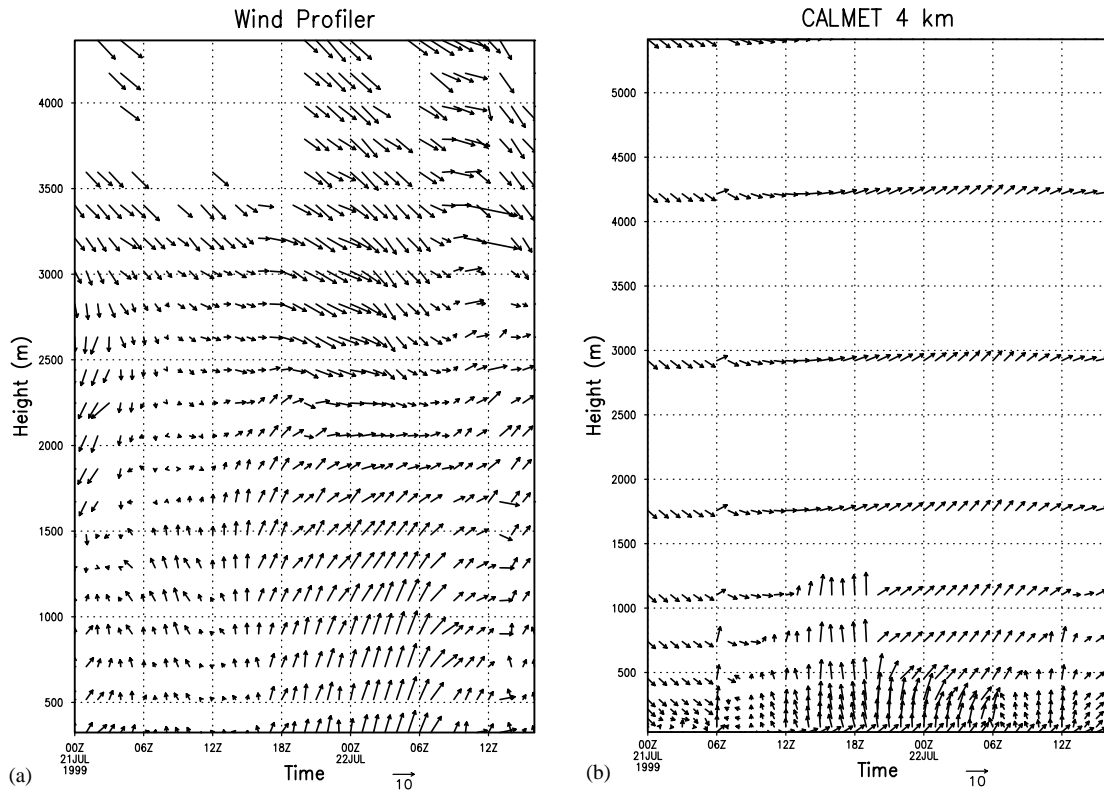 Wind Profiler
4000
3500
3000
2500
2000
1500
1000
500
Height (m)
00Z
21JUL
1999
06Z
12Z
18Z
00Z
22JUL
06Z
12Z
Time
10
(a)
CALMET 4 km
5000
4500
4000
3500
3000
2500
2000
1500
1000
500
Height (m)
00Z
21JUL
1999
06Z
12Z
18Z
00Z
22JUL
06Z
12Z
Time
10
(b)